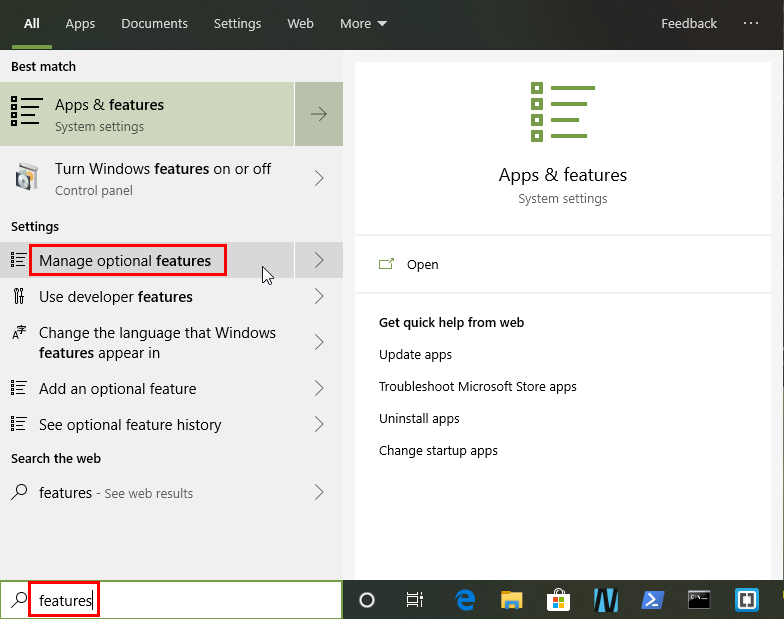 All Apps Documents Settings Web More Feedback ...
Best match
Apps & features
System settings
Turn Windows features on or off
Control panel
Settings
Manage optional features
Use developer features
Change the language that Windows
features appear in
Add an optional feature
See optional feature history
Search the web
features - See web results
features
Apps & features
System settings
Open
Get quick help from web
Update apps
Troubleshoot Microsoft Store apps
Uninstall apps
Change startup apps